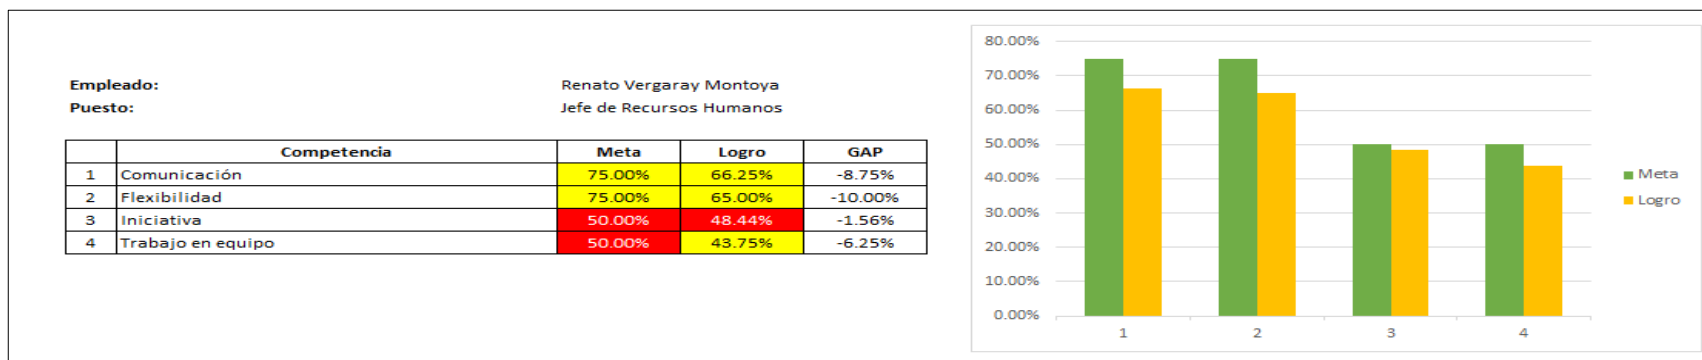 Empleado: Renato Vergaray Montoya
Puesto: Jefe de Recursos Humanos
Competencia Meta Logro GAP
1 Comunicación 75.00% 66.25% -8.75%
2 Flexibilidad 75.00% 65.00% -10.00%
3 Iniciativa 50.00% 48.44% -1.56%
4 Trabajo en equipo 50.00% 43.75% -6.25%
80.00%
70.00%
60.00%
50.00%
40.00%
30.00%
20.00%
10.00%
0.00%
1 2 3 4
Meta
Logro